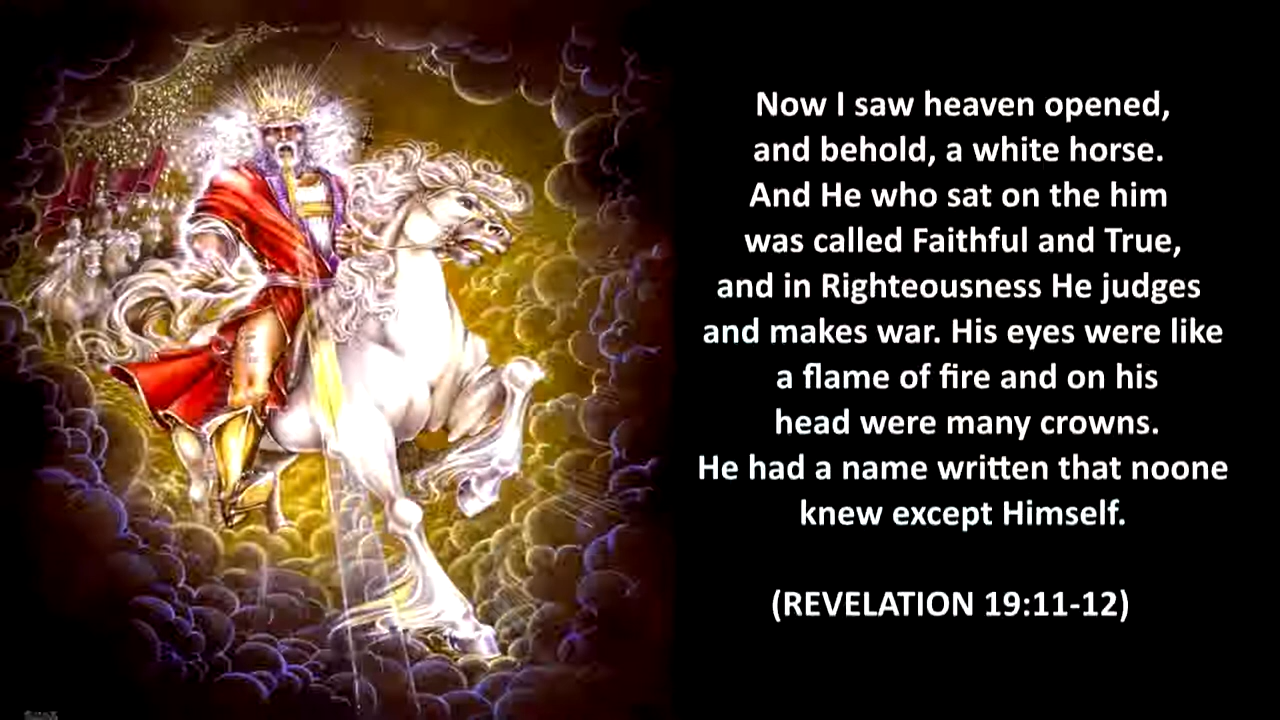 Now I saw heaven opened,
and behold, a white horse.
And He who sat on the him
was called Faithful and True,
and in Righteousness He judges
and makes war. His eyes were like
a flame of fire and on his
head were many crowns.
He had a name written that noone
knew except Himself.
(REVELATION 19:11-12)